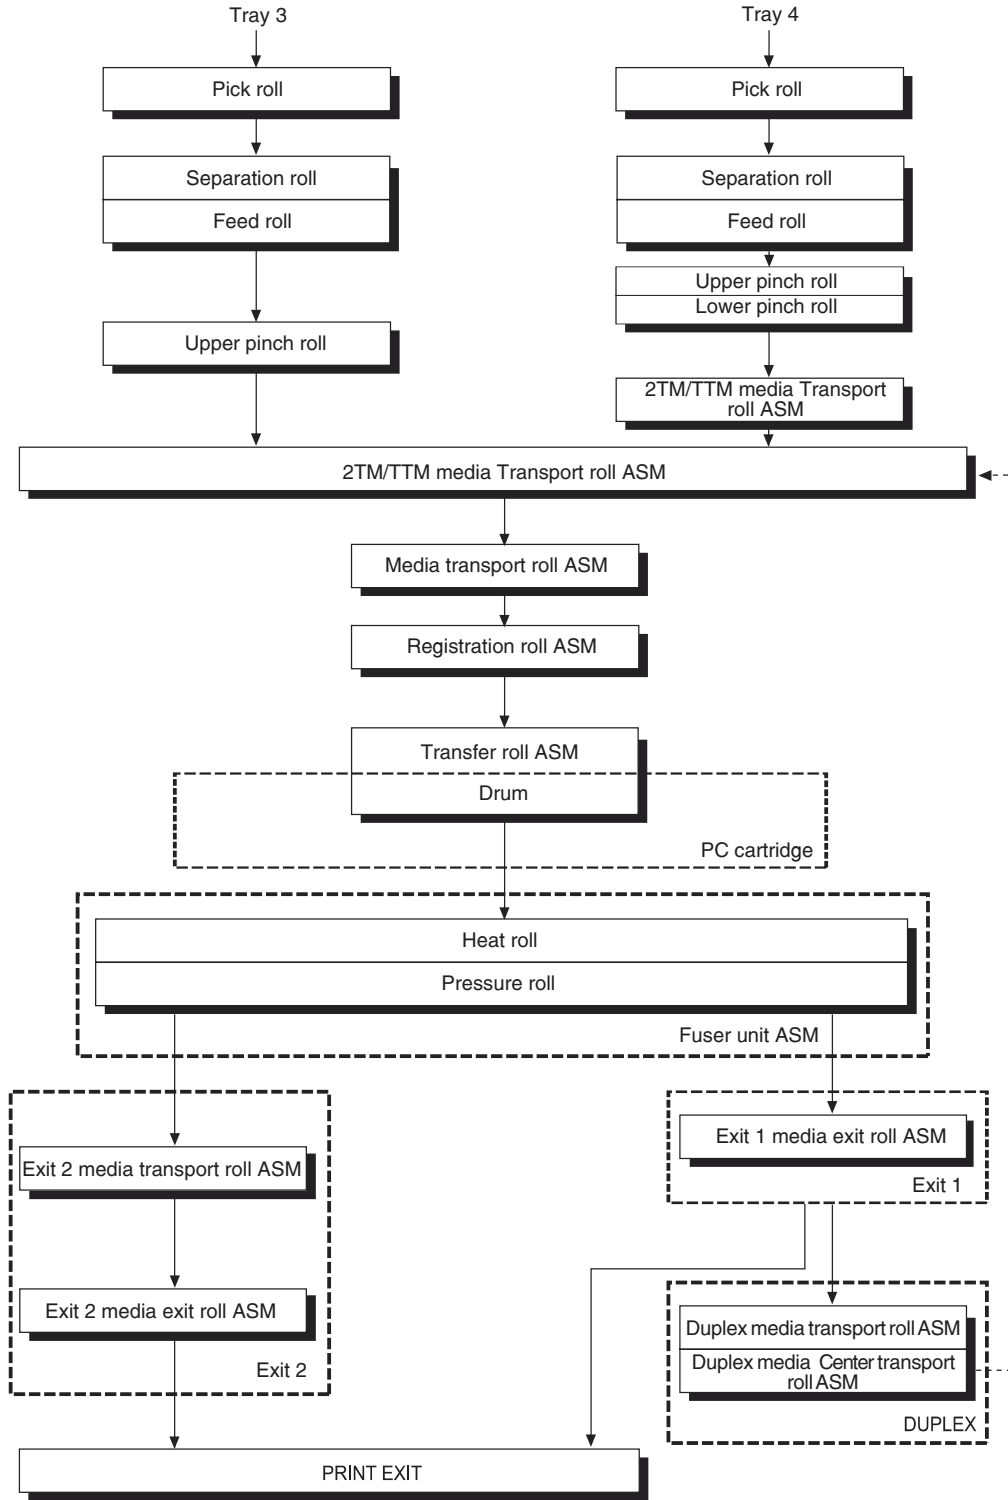 Tray 3
Tray 4
Pick roll
Pick roll
Separation roll
Feed roll
Separation roll
Feed roll
Upper pinch roll
Lower pinch roll
Upper pinch roll
2TM/TTM media Transport
roll ASM
2TM/TTM media Transport roll ASM
Media transport roll ASM
Registration roll ASM
Transfer roll ASM
Drum
PC cartridge
Heat roll
Pressure roll
Fuser unit ASM
Exit 2 media transport roll ASM
Exit 2 media exit roll ASM
Exit 2
Exit 1 media exit roll ASM
Exit 1
Duplex media transport roll ASM
Duplex media Center transport
roll ASM
DUPLEX
PRINT EXIT